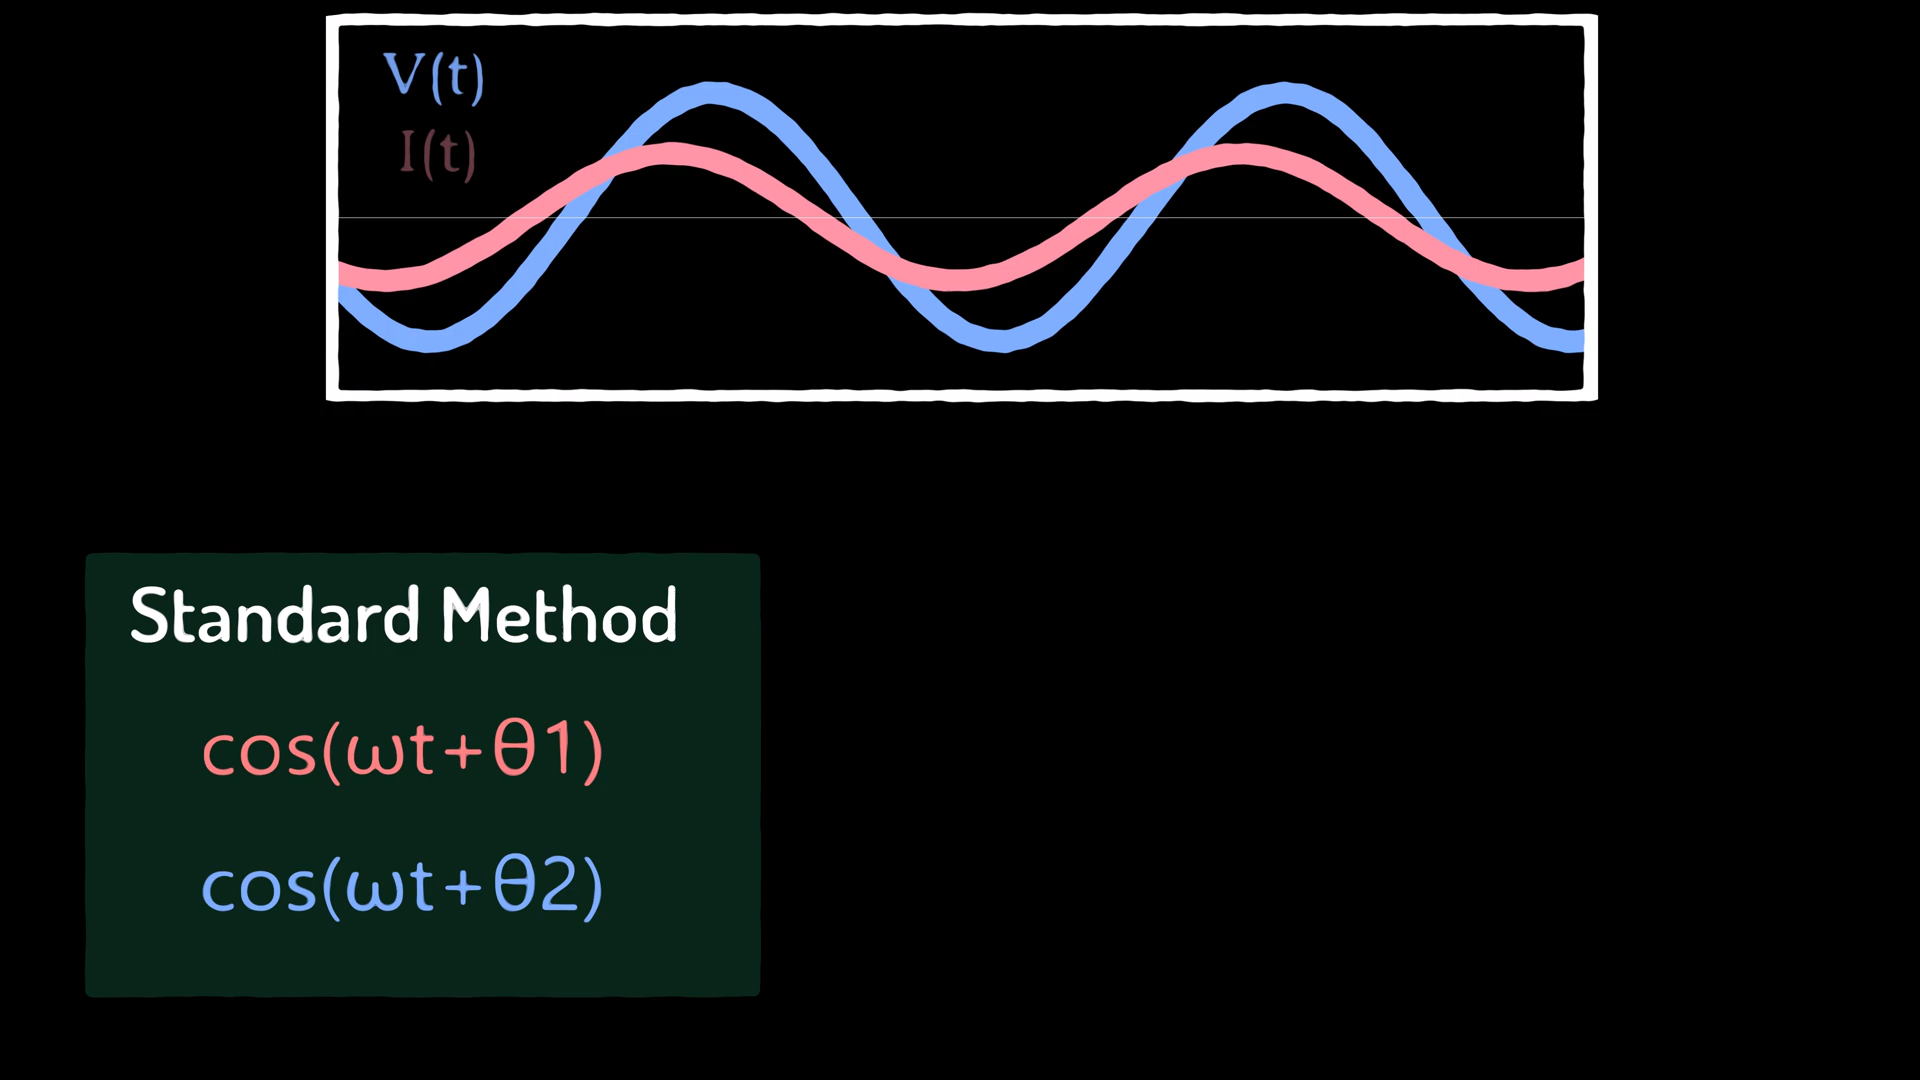 V(t)
I(t)
Standard Method
cos(ωt+θ1)
cos(ωt+θ2)